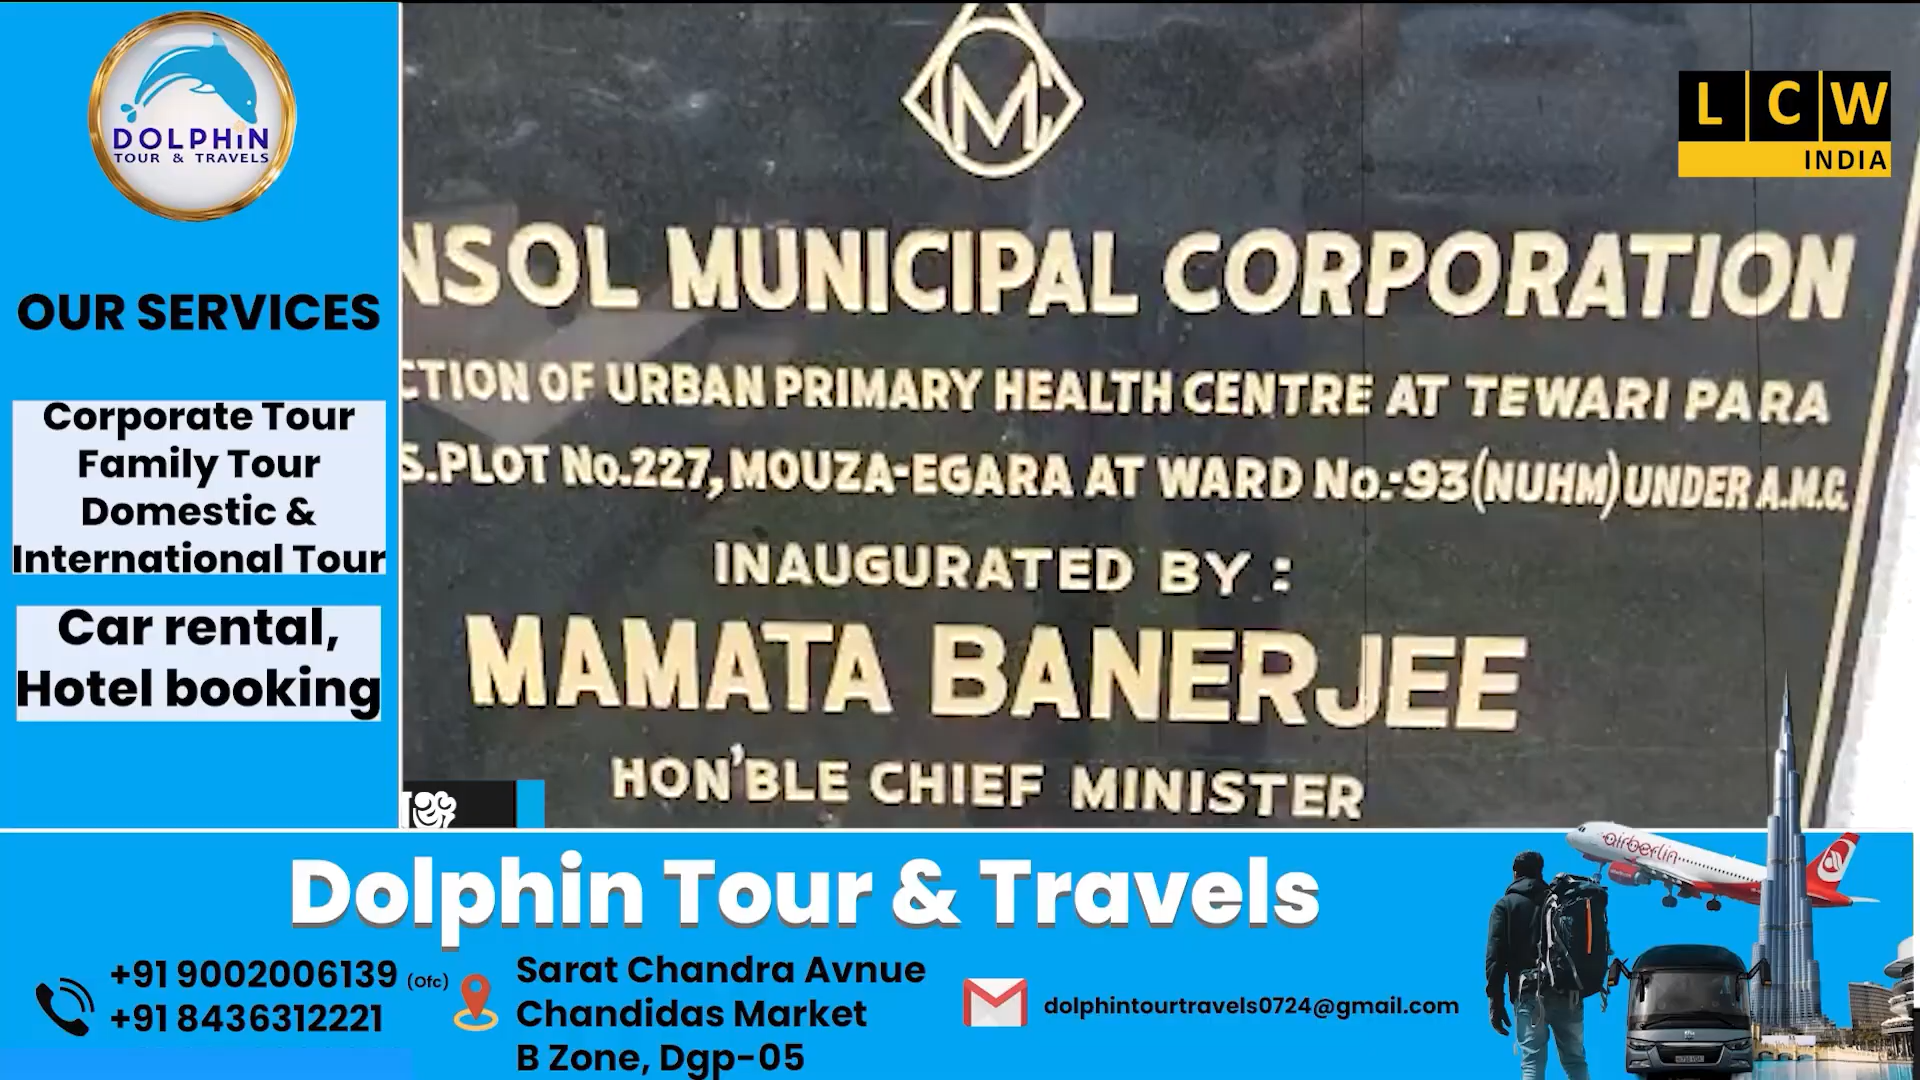 DOLPHIN
TOUR & TRAVELS
OUR SERVICES
Corporate Tour
Family Tour
Domestic &
International Tour
Car rental,
Hotel booking
L C W
INDIA
NSOL MUNICIPAL CORPORATION
CTION OF URBAN PRIMARY HEALTH CENTRE AT TEWARI PARA
S.PLOT No.227, MOUZA-EGARA AT WARD No.:-93 (NUHM) UNDER A.M.C.
INAUGURATED BY :
MAMATA BANERJEE
HON'BLE CHIEF MINISTER
Dolphin Tour & Travels
+91 9002006139 (Ofc)
+91 8436312221
Sarat Chandra Avnue
Chandidas Market
B Zone, Dgp-05
dolphintourtravels0724@gmail.com
airberlin